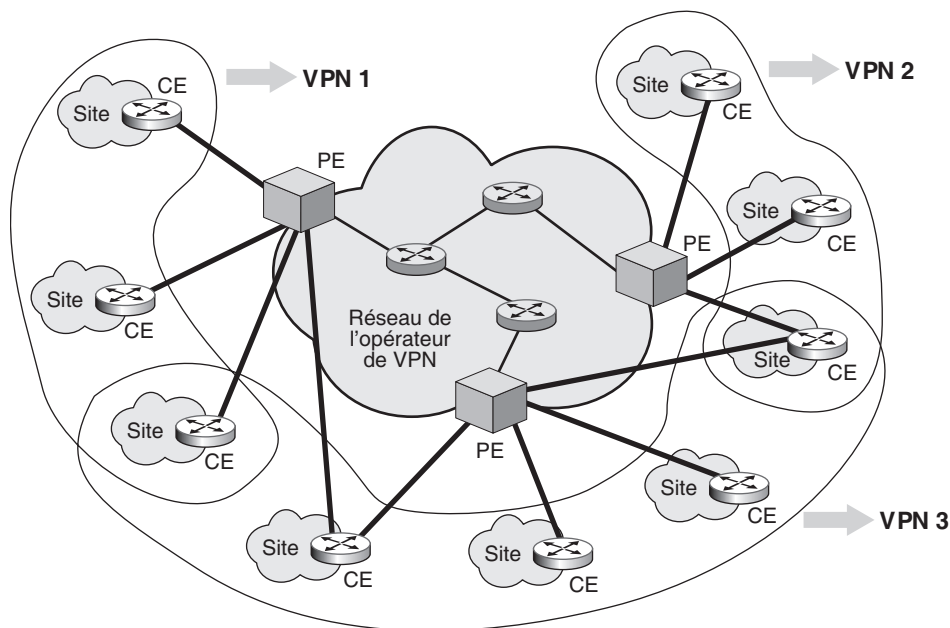 CE
Site
VPN 1
VPN 2
Site
CE
PE
Site
CE
PE
Site
CE
Réseau de
l'opérateur
de VPN
Site
CE
Site
CE
PE
Site
CE
Site
CE
Site
CE
VPN 3
Site
CE